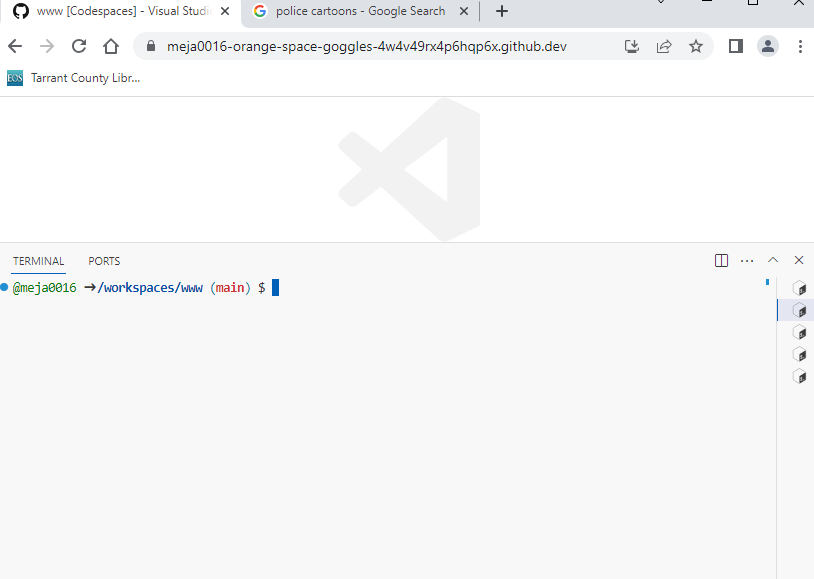 www [Codespaces] - Visual Studi
police cartoons - Google Search
meja0016-orange-space-goggles-4w4v49rx4p6hqp6x.github.dev
EOS
Tarrant County Libr...
TERMINAL
PORTS
@meja0016 ➜/workspaces/www (main) $